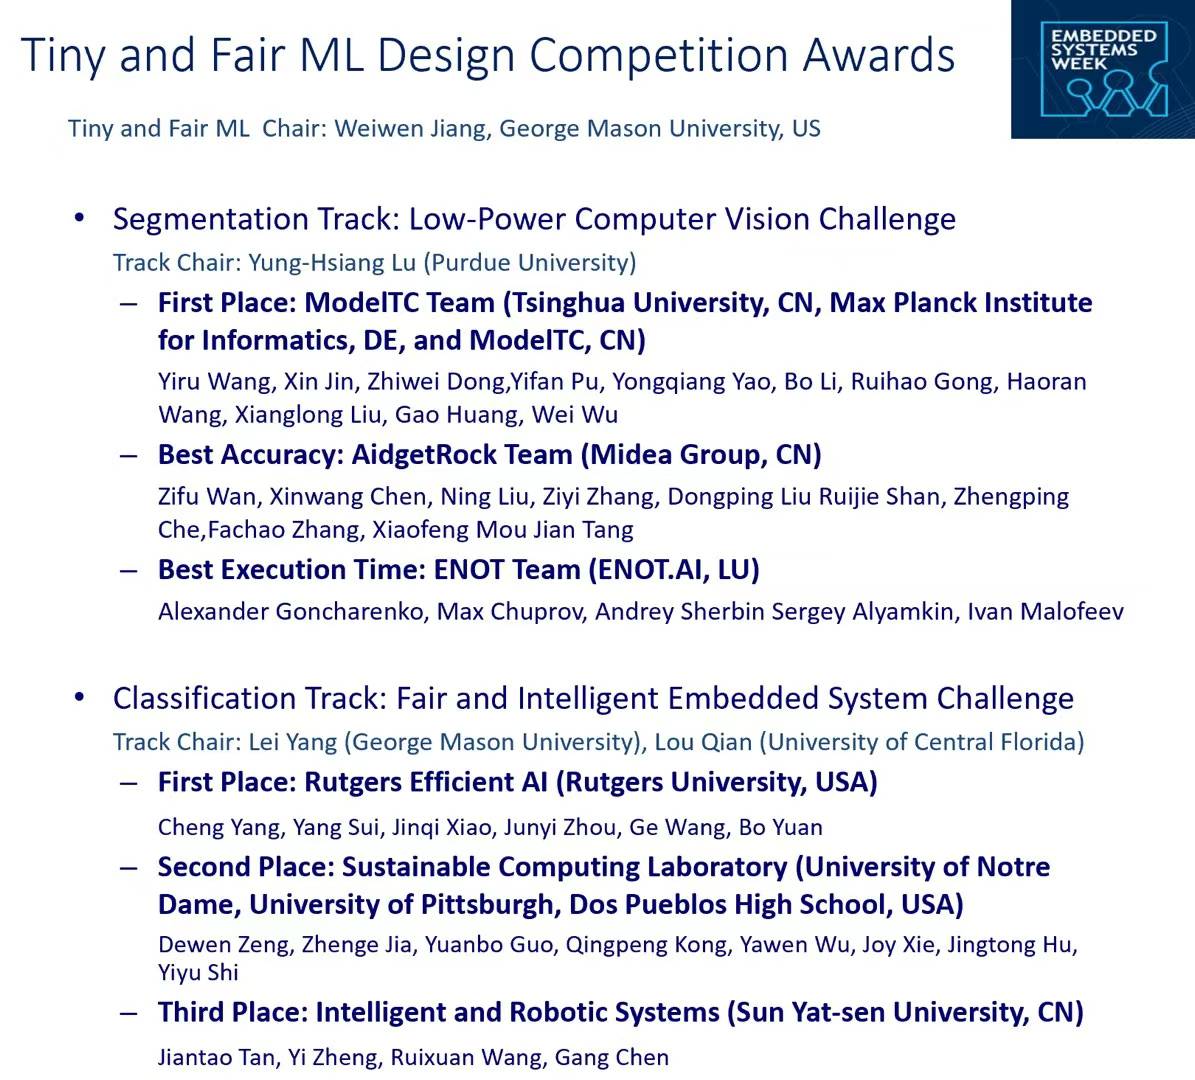 Tiny and Fair ML Design Competition Awards
EMBEDDED
SYSTEMS
WEEK
Tiny and Fair ML Chair: Weiwen Jiang, George Mason University, US
• Segmentation Track: Low-Power Computer Vision Challenge
Track Chair: Yung-Hsiang Lu (Purdue University)
– First Place: ModelTC Team (Tsinghua University, CN, Max Planck Institute
for Informatics, DE, and ModelTC, CN)
Yiru Wang, Xin Jin, Zhiwei Dong,Yifan Pu, Yongqiang Yao, Bo Li, Ruihao Gong, Haoran
Wang, Xianglong Liu, Gao Huang, Wei Wu
– Best Accuracy: AidgetRock Team (Midea Group, CN)
Zifu Wan, Xinwang Chen, Ning Liu, Ziyi Zhang, Dongping Liu Ruijie Shan, Zhengping
Che,Fachao Zhang, Xiaofeng Mou Jian Tang
– Best Execution Time: ENOT Team (ENOT.AI, LU)
Alexander Goncharenko, Max Chuprov, Andrey Sherbin Sergey Alyamkin, Ivan Malofeev
• Classification Track: Fair and Intelligent Embedded System Challenge
Track Chair: Lei Yang (George Mason University), Lou Qian (University of Central Florida)
– First Place: Rutgers Efficient AI (Rutgers University, USA)
Cheng Yang, Yang Sui, Jinqi Xiao, Junyi Zhou, Ge Wang, Bo Yuan
– Second Place: Sustainable Computing Laboratory (University of Notre
Dame, University of Pittsburgh, Dos Pueblos High School, USA)
Dewen Zeng, Zhenge Jia, Yuanbo Guo, Qingpeng Kong, Yawen Wu, Joy Xie, Jingtong Hu,
Yiyu Shi
– Third Place: Intelligent and Robotic Systems (Sun Yat-sen University, CN)
Jiantao Tan, Yi Zheng, Ruixuan Wang, Gang Chen